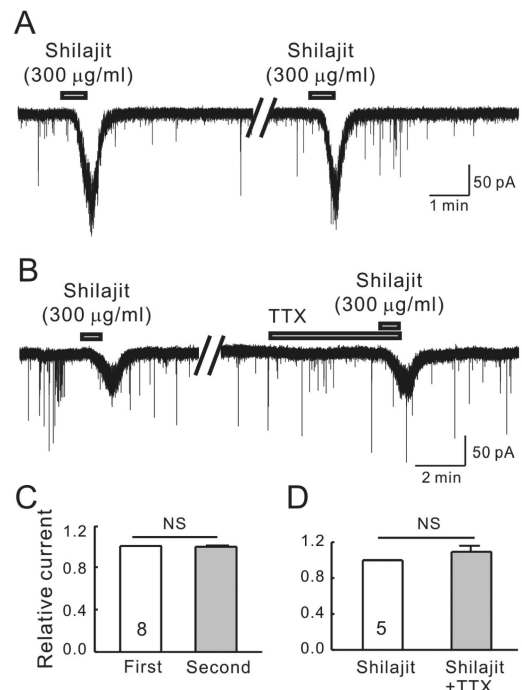 A
Shilajit Shilajit
(300 μg/ml) (300 μg/ml)
50 pA
1 min
B
Shilajit
(300 μg/ml)
Shilajit
(300 μg/ml)
TTX
50 pA
2 min
C D
NS NS
Relative current
1.2 1.2
0.8 0.8
0.4 0.4
0.0 0.0
8 5
First Second Shilajit Shilajit
+TTX